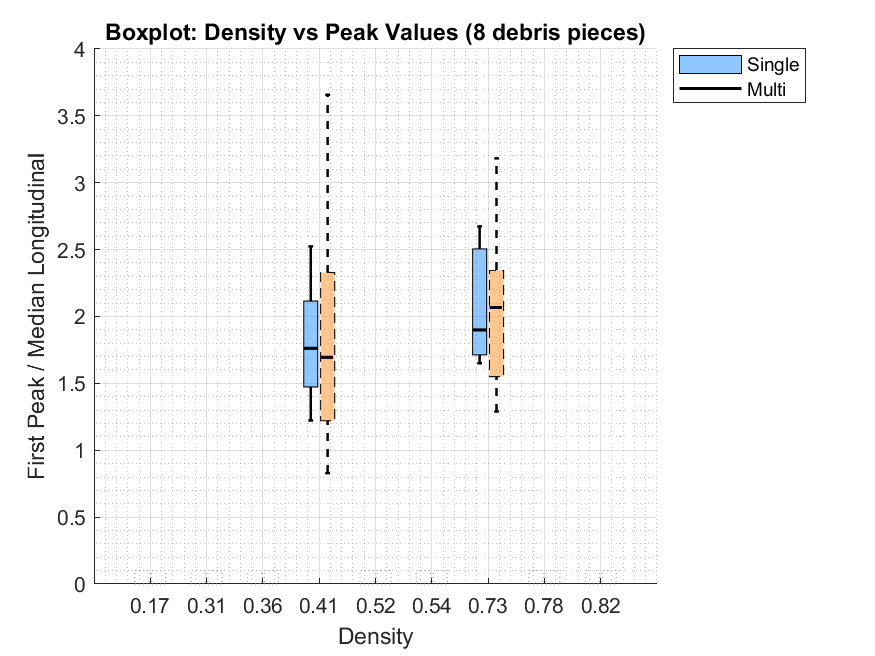 Boxplot: Density vs Peak Values (8 debris pieces)
Single
Multi
First Peak / Median Longitudinal
4
3.5
3
2.5
2
1.5
1
0.5
0
0.17 0.31 0.36 0.41 0.52 0.54 0.73 0.78 0.82
Density